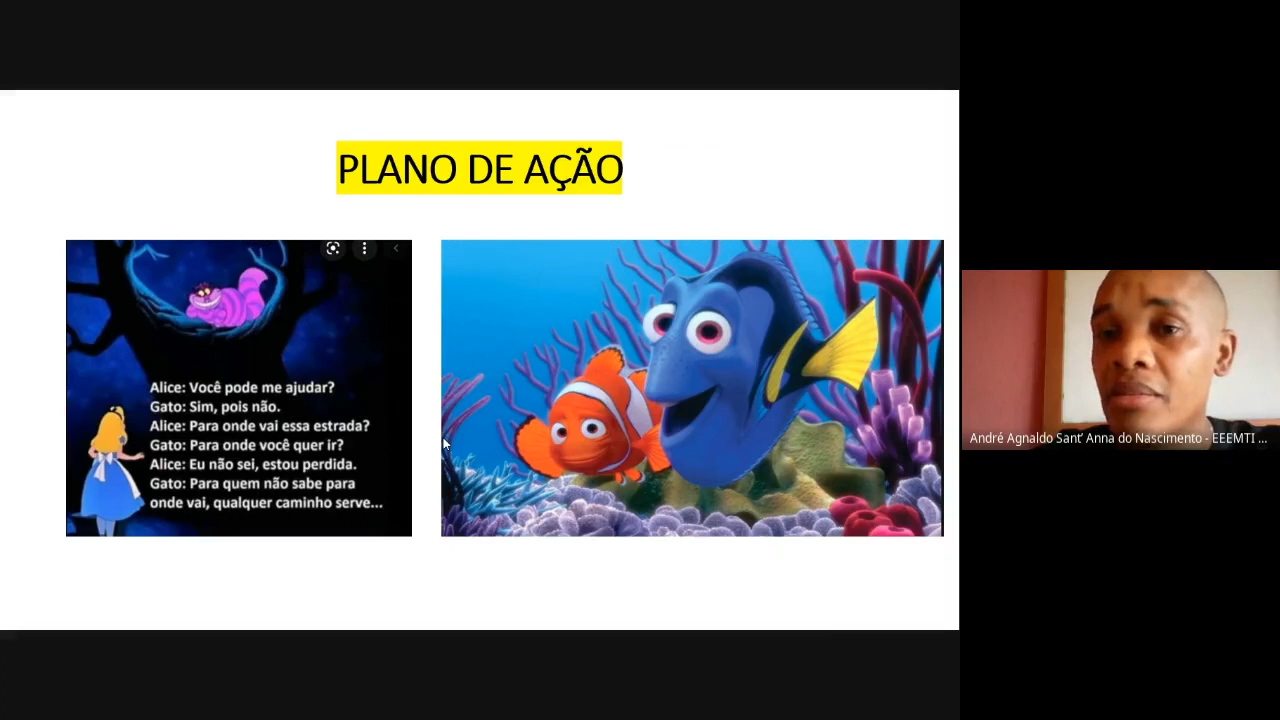 PLANO DE AÇÃO
Alice: Você pode me ajudar?
Gato: Sim, pois não.
Alice: Para onde vai essa estrada?
Gato: Para onde você quer ir?
Alice: Eu não sei, estou perdida.
Gato: Para quem não sabe para
onde vai, qualquer caminho serve...
André Agnaldo Sant' Anna do Nascimento - EEEMTI ...